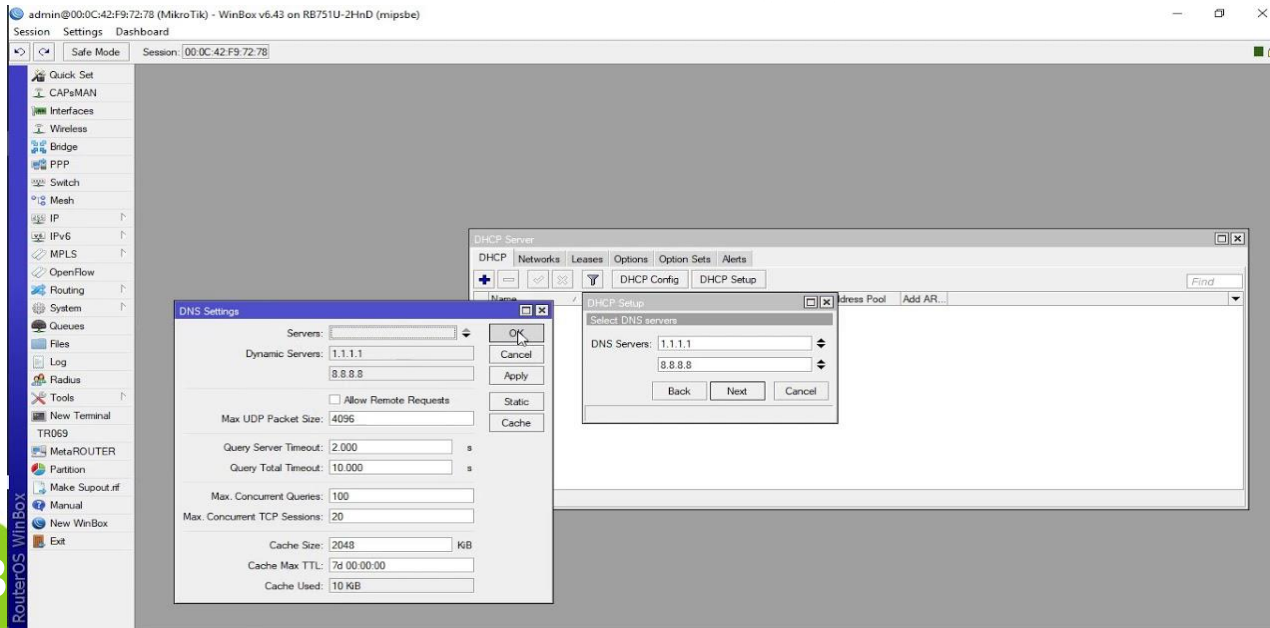 admin@00:0C:42:F9:72:78 (MikroTik) - WinBox v6.43 on RB751U-2HnD (mipsbe)
Session Settings Dashboard
Safe Mode Session: 00:0C:42:F9:72:78
Quick Set
CAPsMAN
Interfaces
Wireless
Bridge
PPP
Switch
Mesh
IP
IPv6
MPLS
OpenFlow
Routing
System
Queues
Files
Log
Radius
Tools
New Terminal
TR069
MetaROUTER
Partition
Make Supout.rif
Manual
New WinBox
Exit
RouterOS WinBox
DHCP Server
DHCP Networks Leases Options Option Sets Alerts
DHCP Config DHCP Setup Find
Name Add AR...
DHCP Setup
Select DNS servers
DNS Servers: 1.1.1.1
8.8.8.8
Back Next Cancel
DNS Settings
Servers: OK
Dynamic Servers: 1.1.1.1 Cancel
8.8.8.8 Apply
Allow Remote Requests Static
Max UDP Packet Size: 4096 Cache
Query Server Timeout: 2.000 s
Query Total Timeout: 10.000 s
Max. Concurrent Queries: 100
Max. Concurrent TCP Sessions: 20
Cache Size: 2048 KiB
Cache Max TTL: 7d 00:00:00
Cache Used: 10 KiB